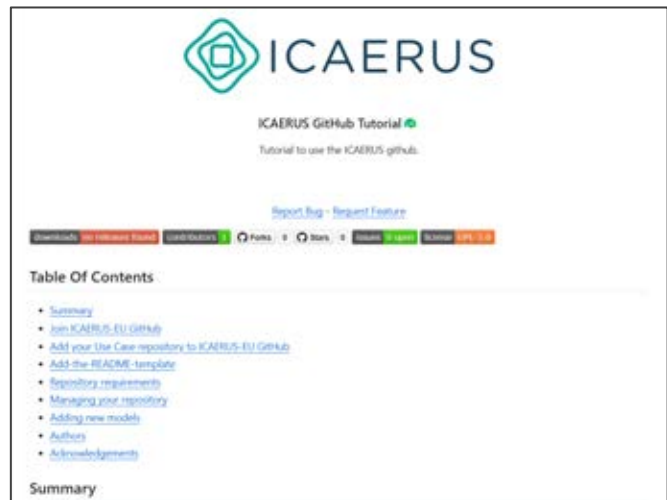 ICAERUS
ICAERUS GitHub Tutorial
Tutorial to use the ICAERUS github.
Report Bug - Request Feature
Downloads no releases found contributors 1 Forks 0 Stars 0 issues 0 open license
Table Of Contents
Summary
Join ICAERUS-EU GitHub
Add your Use Case repository to ICAERUS-EU GitHub
Add-the-README-template
Repository requirements
Managing your repository
Adding new models
Authors
Acknowledgements
Summary